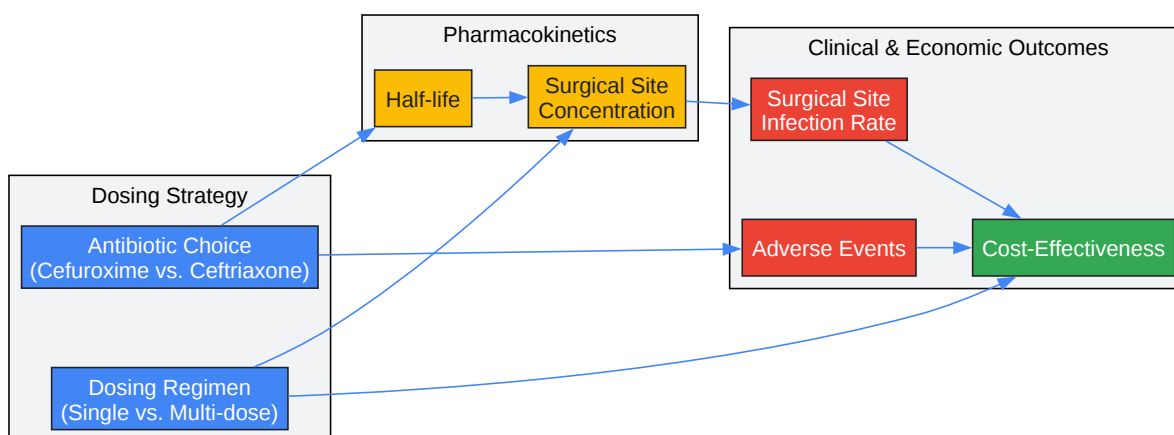 Pharmacokinetics
Half-life
Surgical Site
Concentration
Clinical & Economic Outcomes
Surgical Site
Infection Rate
Adverse Events
Cost-Effectiveness
Dosing Strategy
Antibiotic Choice
(Cefuroxime vs. Ceftriaxone)
Dosing Regimen
(Single vs. Multi-dose)